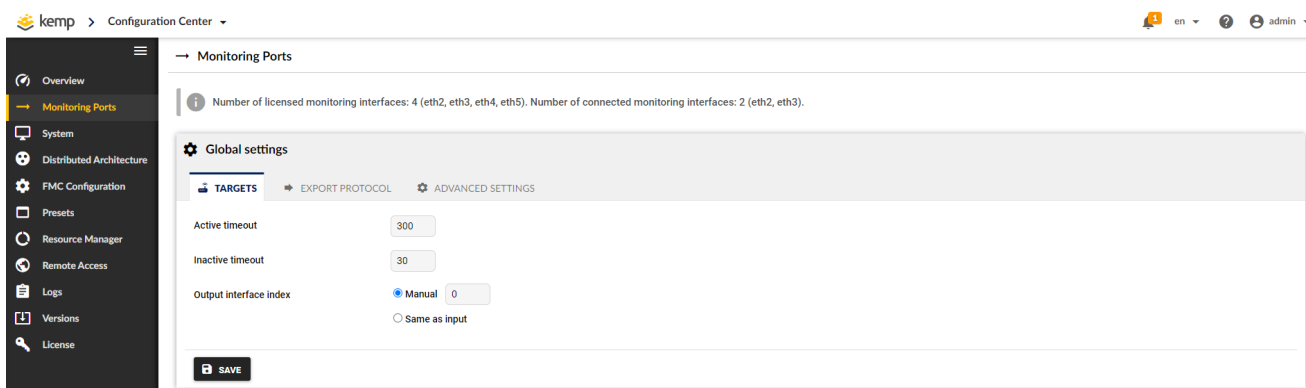 kemp > Configuration Center
1 en ? admin
Overview
Monitoring Ports
System
Distributed Architecture
FMC Configuration
Presets
Resource Manager
Remote Access
Logs
Versions
License
→ Monitoring Ports
Number of licensed monitoring interfaces: 4 (eth2, eth3, eth4, eth5). Number of connected monitoring interfaces: 2 (eth2, eth3).
Global settings
TARGETS EXPORT PROTOCOL ADVANCED SETTINGS
Active timeout 300
Inactive timeout 30
Output interface index Manual 0
Same as input
SAVE